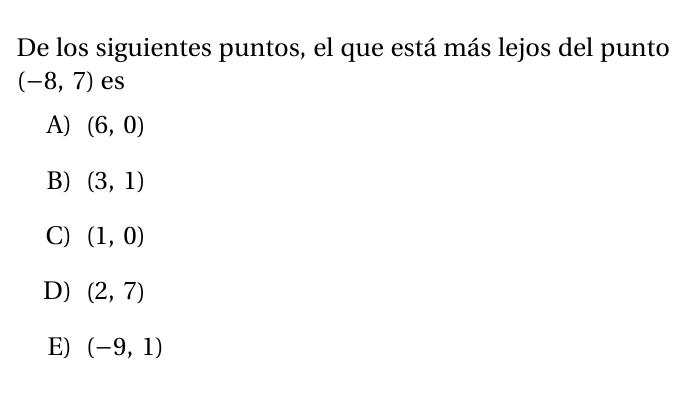 De los siguientes puntos, el que está más lejos del punto
(−8, 7) es
A) (6, 0)
B) (3, 1)
C) (1, 0)
D) (2, 7)
E) (−9, 1)